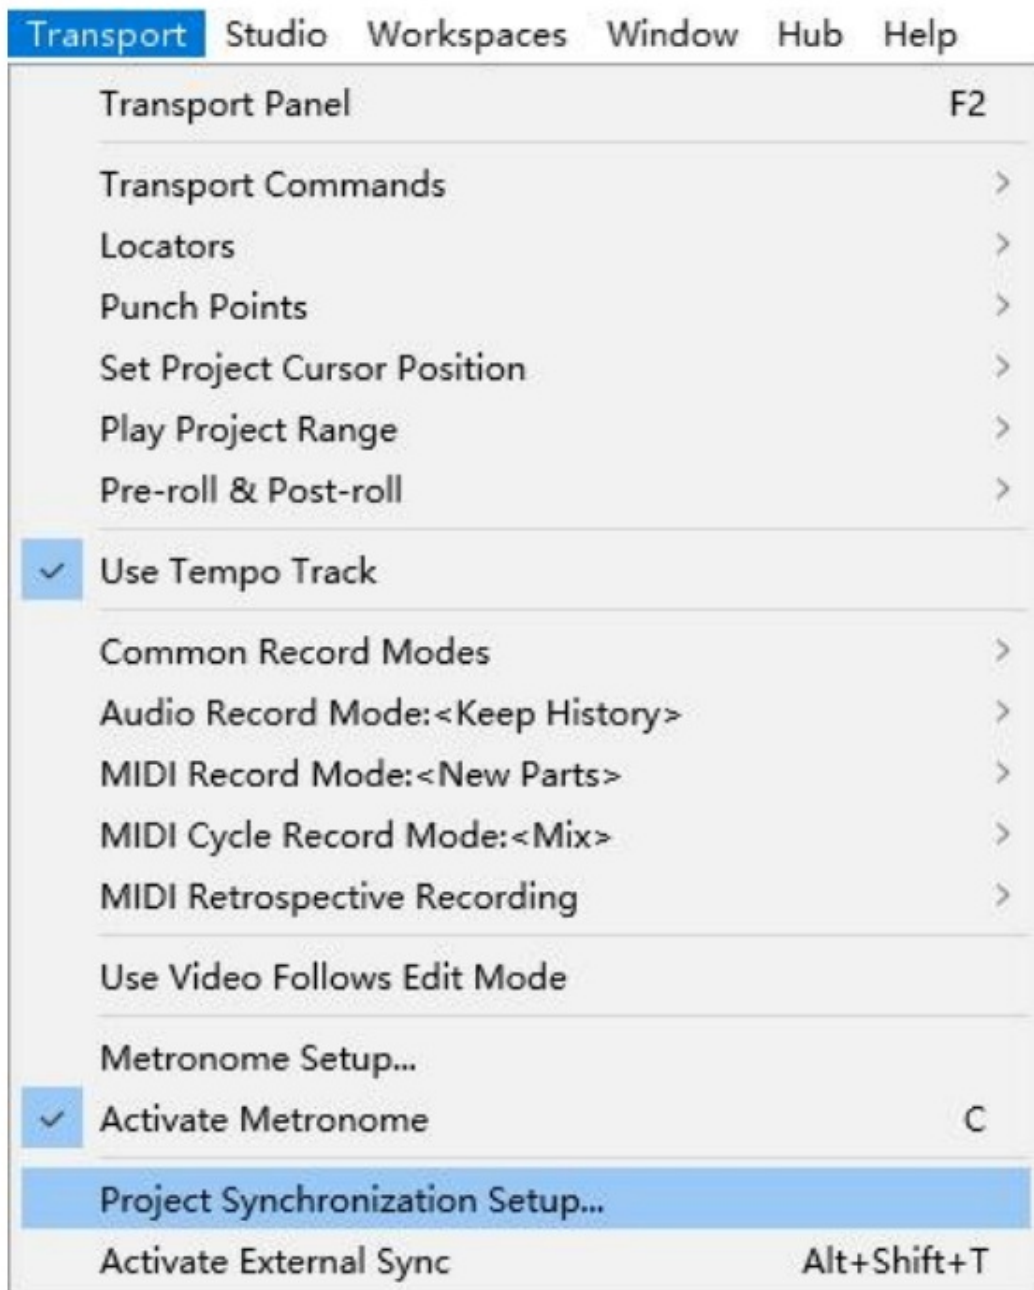 Transport Studio Workspaces Window Hub Help
Transport Panel F2
Transport Commands
Locators
Punch Points
Set Project Cursor Position
Play Project Range
Pre-roll & Post-roll
Use Tempo Track
Common Record Modes
Audio Record Mode:<Keep History>
MIDI Record Mode:<New Parts>
MIDI Cycle Record Mode:<Mix>
MIDI Retrospective Recording
Use Video Follows Edit Mode
Metronome Setup...
Activate Metronome C
Project Synchronization Setup...
Activate External Sync Alt+Shift+T